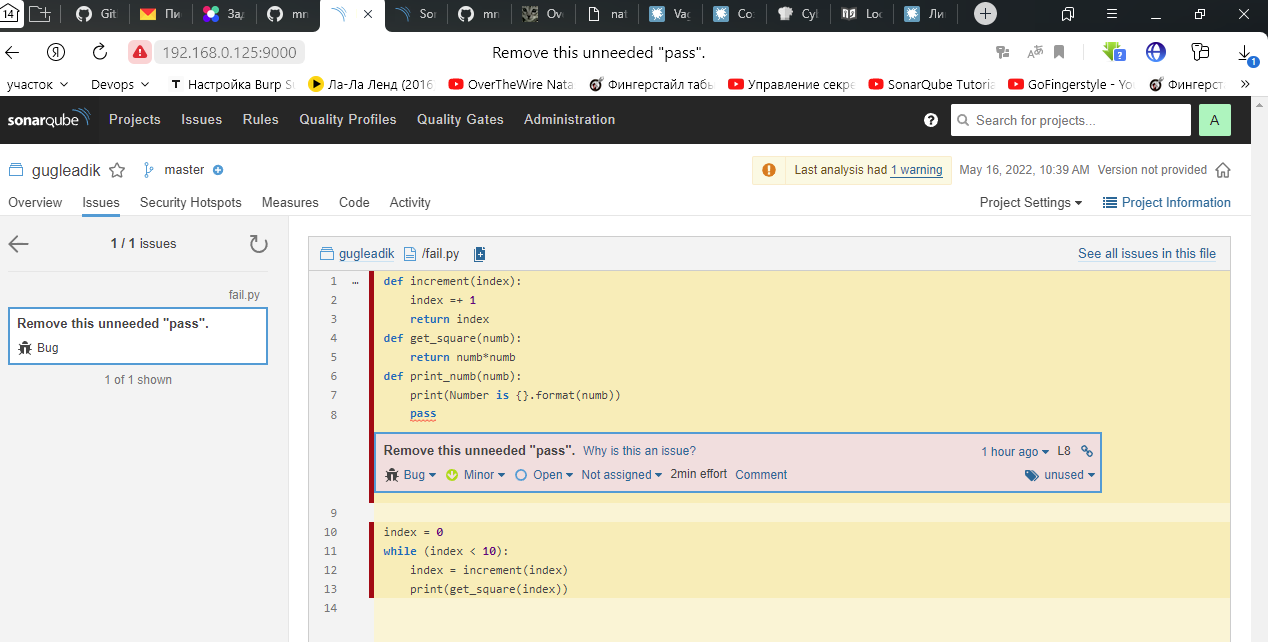 14 Git Пи За mn Sor mn Ove nat Vag Co Cyl Loc Ли
Я 192.168.0.125:9000 Remove this unneeded "pass". 1
участок Devops Настройка Burp Ла-Ла Ленд (2016 OverTheWire Nata Фингерстайл табы Управление секре SonarQube Tutoria GoFingerstyle - Yo Фингерст »
sonarqube Projects Issues Rules Quality Profiles Quality Gates Administration ? Search for projects... A
gugleadik master Last analysis had 1 warning May 16, 2022, 10:39 AM Version not provided
Overview Issues Security Hotspots Measures Code Activity Project Settings Project Information
1 / 1 issues
gugleadik /fail.py See all issues in this file
fail.py
Remove this unneeded "pass".
Bug
1 of 1 shown
1 … def increment(index):
2 index =+ 1
3 return index
4 def get_square(numb):
5 return numb*numb
6 def print_numb(numb):
7 print(Number is {}.format(numb))
8 pass
Remove this unneeded "pass". Why is this an issue? 1 hour ago L8
Bug Minor Open Not assigned 2min effort Comment unused
9
10 index = 0
11 while (index < 10):
12 index = increment(index)
13 print(get_square(index))
14